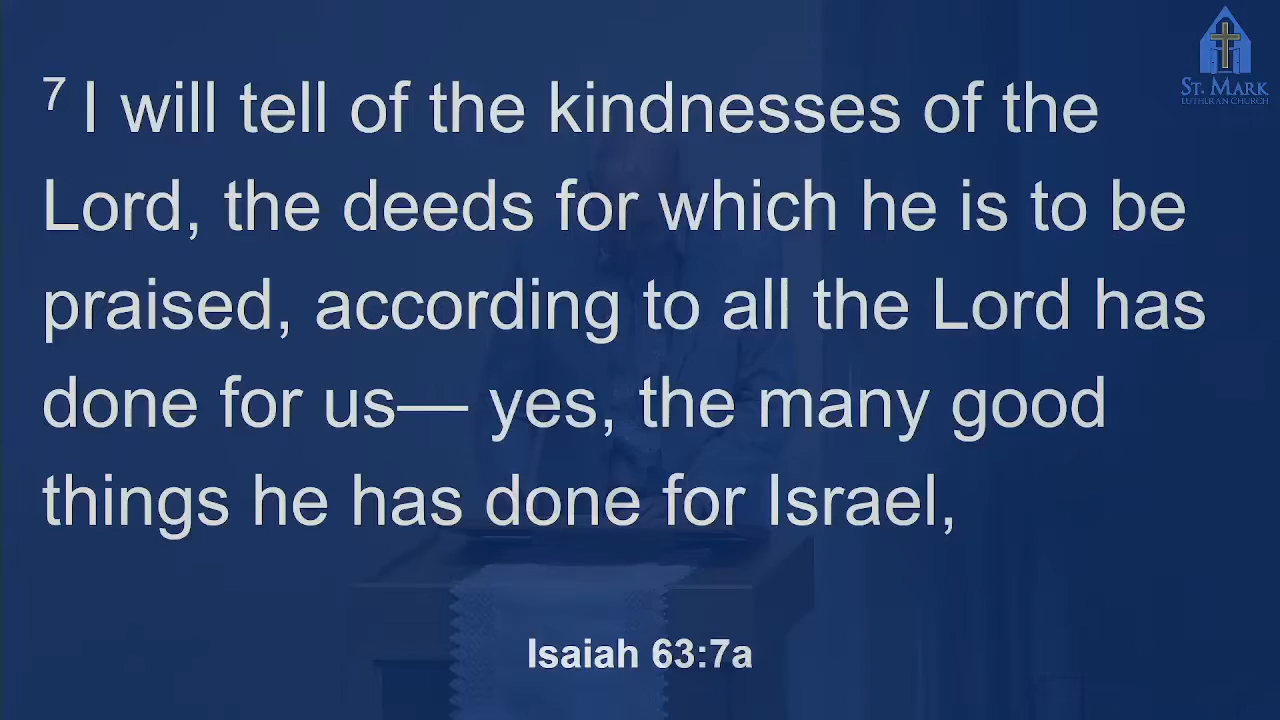 7 I will tell of the kindnesses of the
Lord, the deeds for which he is to be
praised, according to all the Lord has
done for us— yes, the many good
things he has done for Israel,
Isaiah 63:7a
St. Mark
Lutheran Church